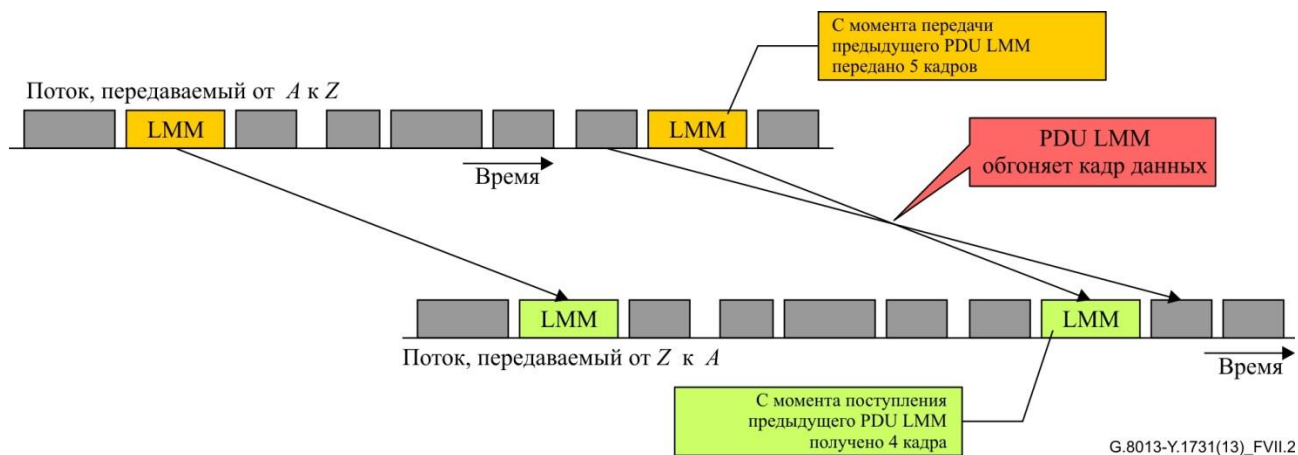 С момента передачи
предыдущего PDU LMM
передано 5 кадров
Поток, передаваемый от A к Z
LMM
LMM
PDU LMM
обгоняет кадр данных
Время
LMM
LMM
Поток, передаваемый от Z к A
Время
С момента поступления
предыдущего PDU LMM
получено 4 кадра
G.8013-Y.1731(13)_FVII.2